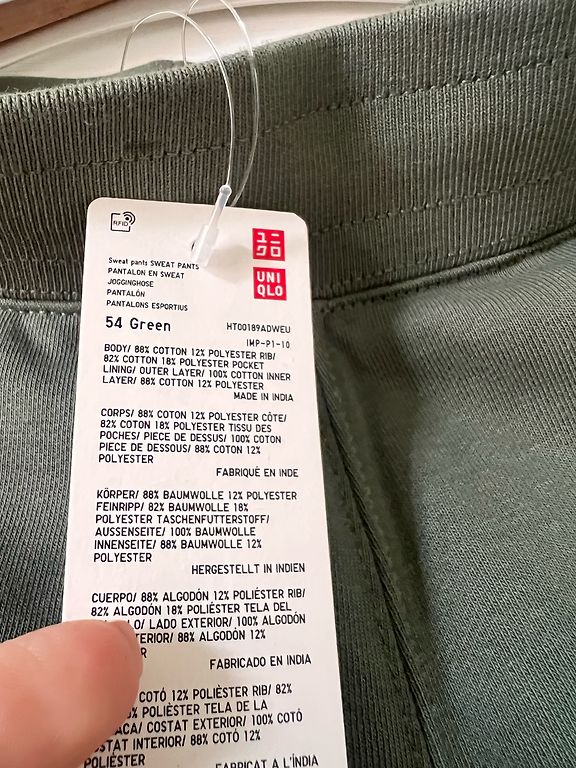 RFID
ユニ
クロ
UNI
QLO
Sweat pants SWEAT PANTS
PANTALON EN SWEAT
JOGGINGHOSE
PANTALÓN
PANTALONS ESPORTIUS
54 Green
HT00189ADWEU
IMP-P1-10
BODY/ 88% COTTON 12% POLYESTER RIB/
82% COTTON 18% POLYESTER POCKET
LINING/ OUTER LAYER/ 100% COTTON INNER
LAYER/ 88% COTTON 12% POLYESTER
MADE IN INDIA
CORPS/ 88% COTON 12% POLYESTER CÔTE/
82% COTON 18% POLYESTER TISSU DES
POCHES/ PIECE DE DESSUS/ 100% COTON
PIECE DE DESSOUS/ 88% COTON 12%
POLYESTER
FABRIQUÉ EN INDE
KÖRPER/ 88% BAUMWOLLE 12% POLYESTER
FEINRIPP/ 82% BAUMWOLLE 18%
POLYESTER TASCHENFUTTERSTOFF/
AUSSENSEITE/ 100% BAUMWOLLE
INNENSEITE/ 88% BAUMWOLLE 12%
POLYESTER
HERGESTELLT IN INDIEN
CUERPO/ 88% ALGODÓN 12% POLIÉSTER RIB/
82% ALGODÓN 18% POLIÉSTER TELA DEL
LADO EXTERIOR/ 100% ALGODÓN
88% ALGODÓN 12%
FABRICADO EN INDIA
COTÓ 12% POLIÈSTER RIB/ 82%
POLIÈSTER TELA DE LA
COSTAT EXTERIOR/ 100% COTÓ
INTERIOR/ 88% COTÓ 12%
POLIÈSTER
FABRICAT A L'ÍNDIA